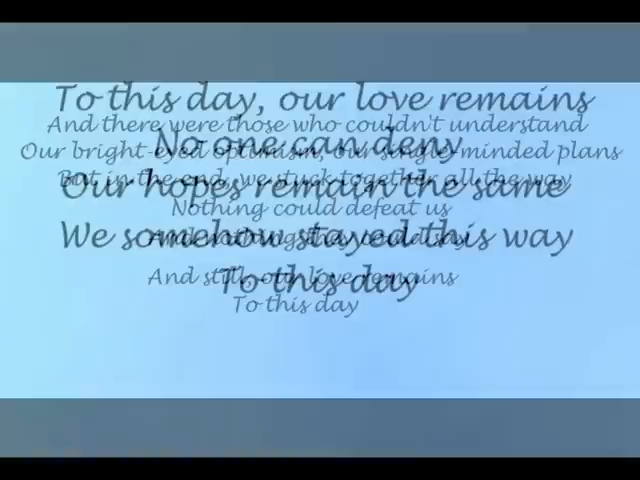 To this day, our love remains
And there were those who couldn't understand
No one can deny
Our bright-eyed optimism, our single-minded plans
But in the end, we stuck together all the way
Our hopes remain the same
Nothing could defeat us
We somehow stayed this way
And still, our love remains
To this day
To this day